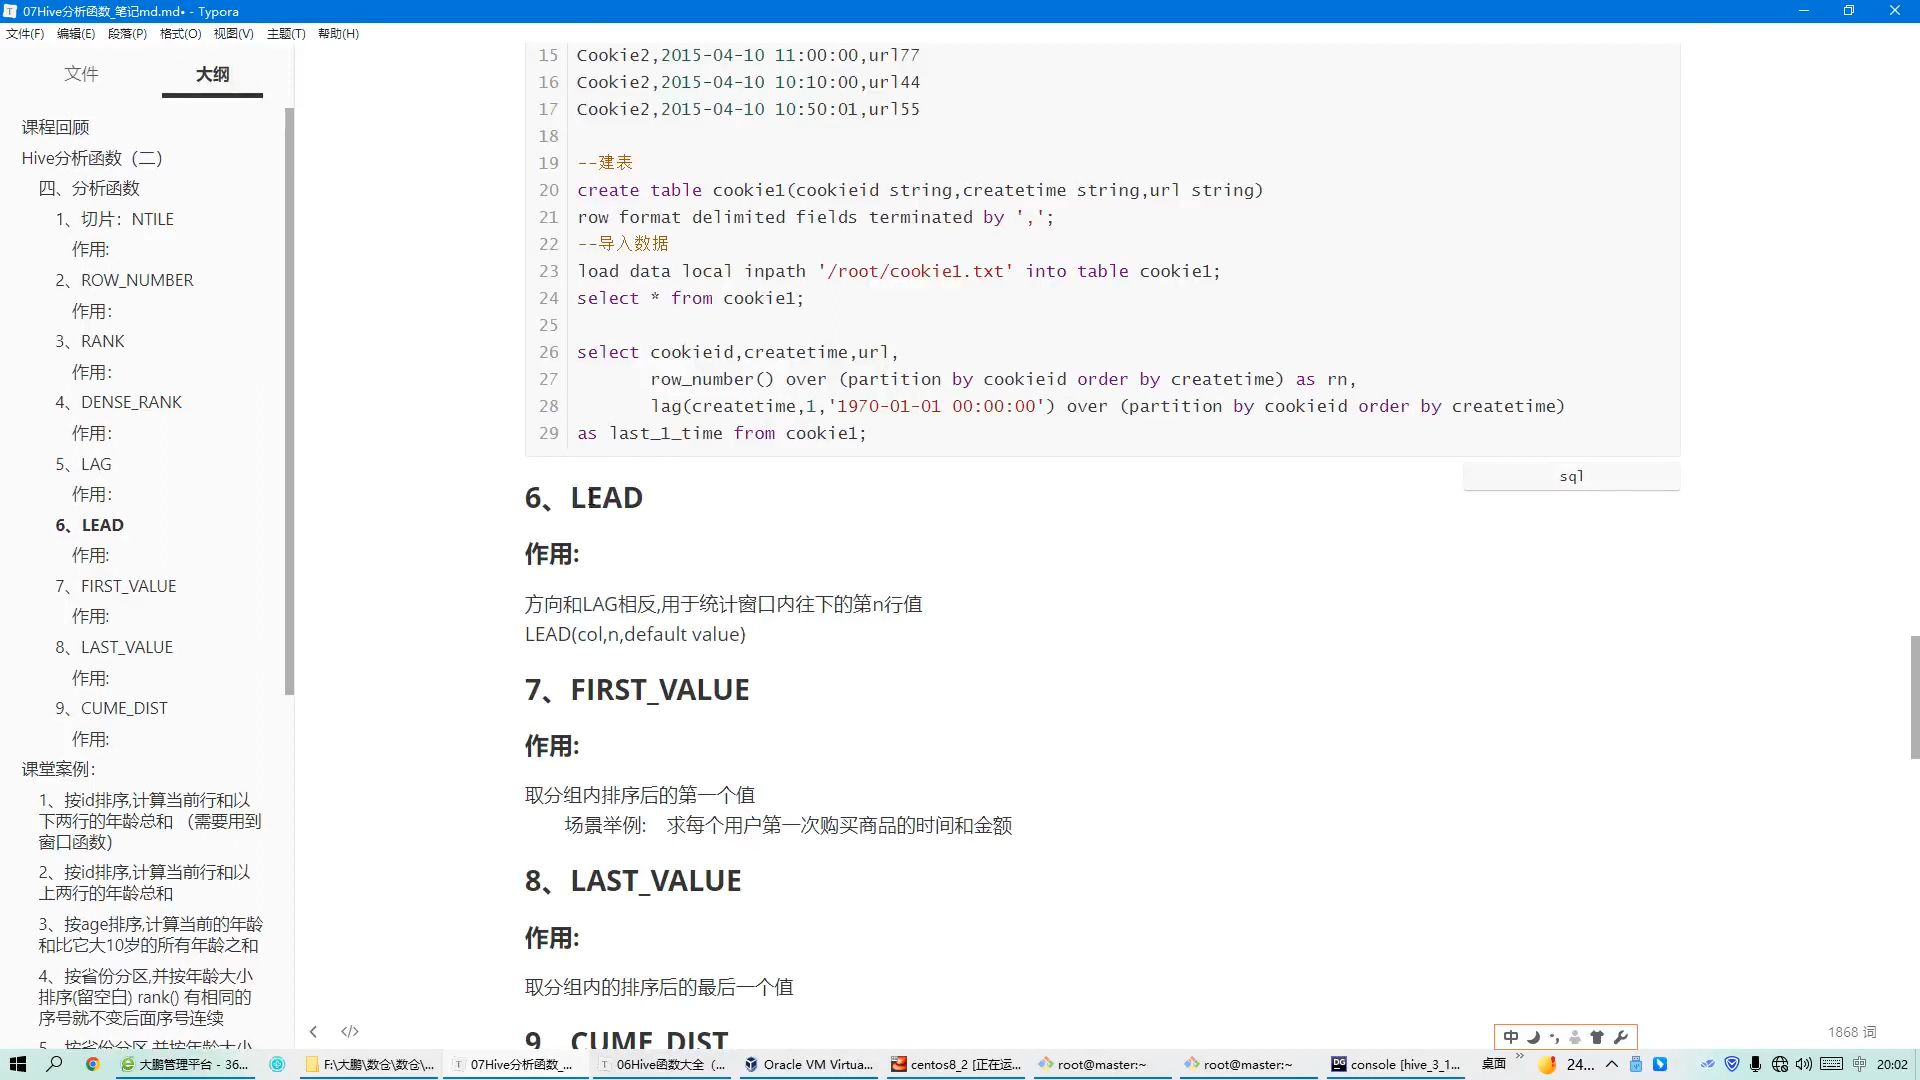 07Hive分析函数_笔记md.md• - Typora
文件(F) 编辑(E) 段落(P) 格式(O) 视图(V) 主题(T) 帮助(H)
文件 大纲
课程回顾
Hive分析函数（二）
四、分析函数
1、切片：NTILE
作用:
2、ROW_NUMBER
作用：
3、RANK
作用：
4、DENSE_RANK
作用：
5、LAG
作用：
6、LEAD
作用:
7、FIRST_VALUE
作用:
8、LAST_VALUE
作用:
9、CUME_DIST
作用:
课堂案例：
1、按id排序,计算当前行和以
下两行的年龄总和 （需要用到
窗口函数）
2、按id排序,计算当前行和以
上两行的年龄总和
3、按age排序,计算当前的年龄
和比它大10岁的所有年龄之和
4、按省份分区,并按年龄大小
排序(留空白) rank() 有相同的
序号就不变后面序号连续
5、按省份分区,并按年龄大小
15 Cookie2,2015-04-10 11:00:00,url77
16 Cookie2,2015-04-10 10:10:00,url44
17 Cookie2,2015-04-10 10:50:01,url55
18
19 --建表
20 create table cookie1(cookieid string,createtime string,url string)
21 row format delimited fields terminated by ',';
22 --导入数据
23 load data local inpath '/root/cookie1.txt' into table cookie1;
24 select * from cookie1;
25
26 select cookieid,createtime,url,
27 row_number() over (partition by cookieid order by createtime) as rn,
28 lag(createtime,1,'1970-01-01 00:00:00') over (partition by cookieid order by createtime)
29 as last_1_time from cookie1;
sql
6、LEAD
作用:
方向和LAG相反,用于统计窗口内往下的第n行值
LEAD(col,n,default value)
7、FIRST_VALUE
作用:
取分组内排序后的第一个值
场景举例: 求每个用户第一次购买商品的时间和金额
8、LAST_VALUE
作用:
取分组内的排序后的最后一个值
9、CUME_DIST
</> 1868 词
中
大鹏管理平台 - 36... F:\大鹏\数仓\数仓\... 07Hive分析函数_... 06Hive函数大全（... Oracle VM Virtua... centos8_2 [正在运... root@master:~ root@master:~ console [hive_3_1... 桌面 24... 中 20:02